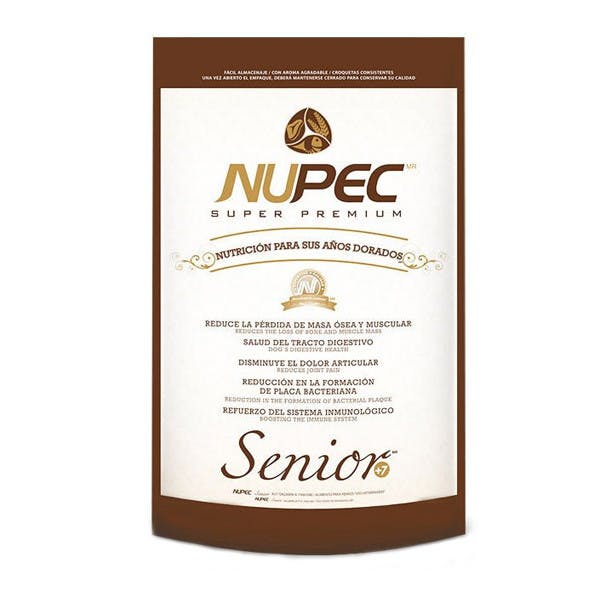 FÁCIL ALMACENAJE / CON AROMA AGRADABLE / CROQUETAS CONSISTENTES
UNA VEZ ABIERTO EL EMPAQUE, DEBERÁ MANTENERSE CERRADO PARA CONSERVAR SU CALIDAD
NUPEC MR
SUPER PREMIUM
NUTRICIÓN PARA SUS AÑOS DORADOS
N
REDUCE LA PÉRDIDA DE MASA ÓSEA Y MUSCULAR
REDUCES THE LOSS OF BONE AND MUSCLE MASS
SALUD DEL TRACTO DIGESTIVO
DOG'S DIGESTIVE HEALTH
DISMINUYE EL DOLOR ARTICULAR
REDUCES JOINT PAIN
REDUCCIÓN EN LA FORMACIÓN
DE PLACA BACTERIANA
REDUCTION IN THE FORMATION OF BACTERIAL PLAQUE
REFUERZO DEL SISTEMA INMUNOLÓGICO
BOOSTING THE IMMUNE SYSTEM
Senior +7
NUPEC Senior
NUPEC Senior